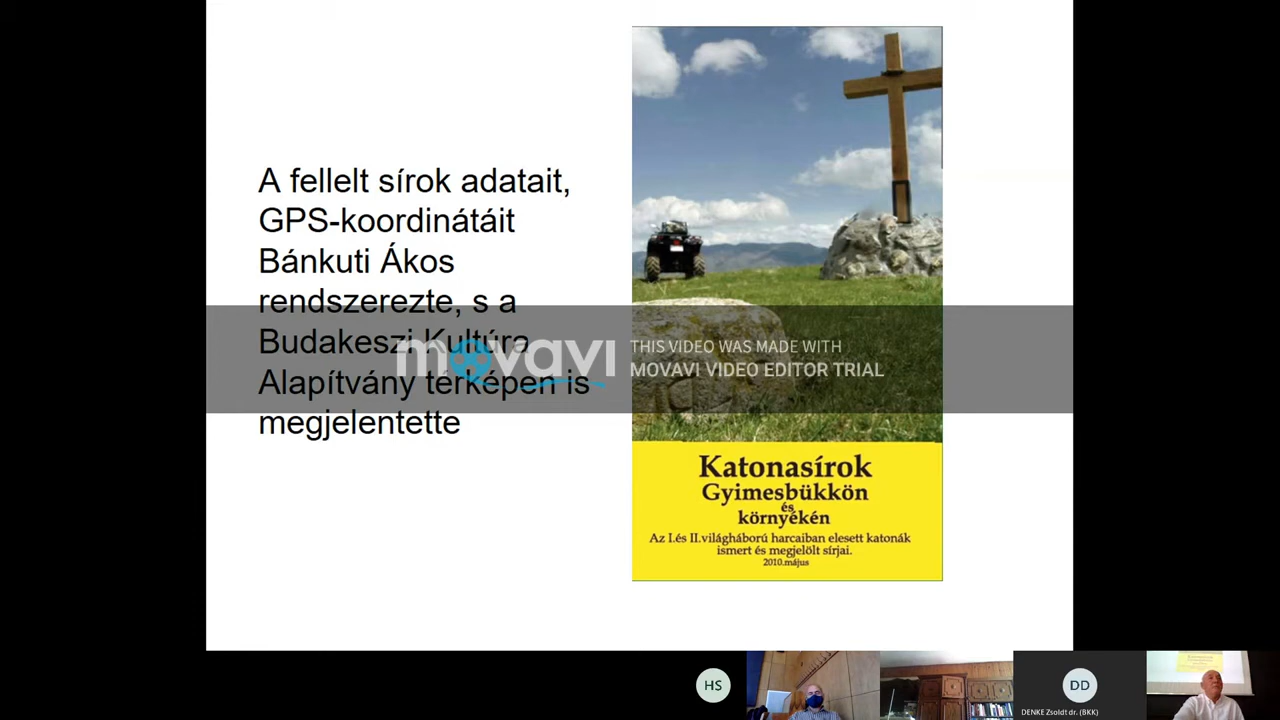 A fellelt sírok adatait,
GPS-koordinátáit
Bánkuti Ákos
rendszerezte, s a
Budakeszi Kultúra
Alapítvány térképen is
megjelentette
movavi
THIS VIDEO WAS MADE WITH
MOVAVI VIDEO EDITOR TRIAL
Katonasírok
Gyimesbükkön
és
környékén
Az I.és II.világháború harcaiban elesett katonák
ismert és megjelölt sírjai.
2010.május
HS
DD
DENKE Zsoldt dr. (BKK)